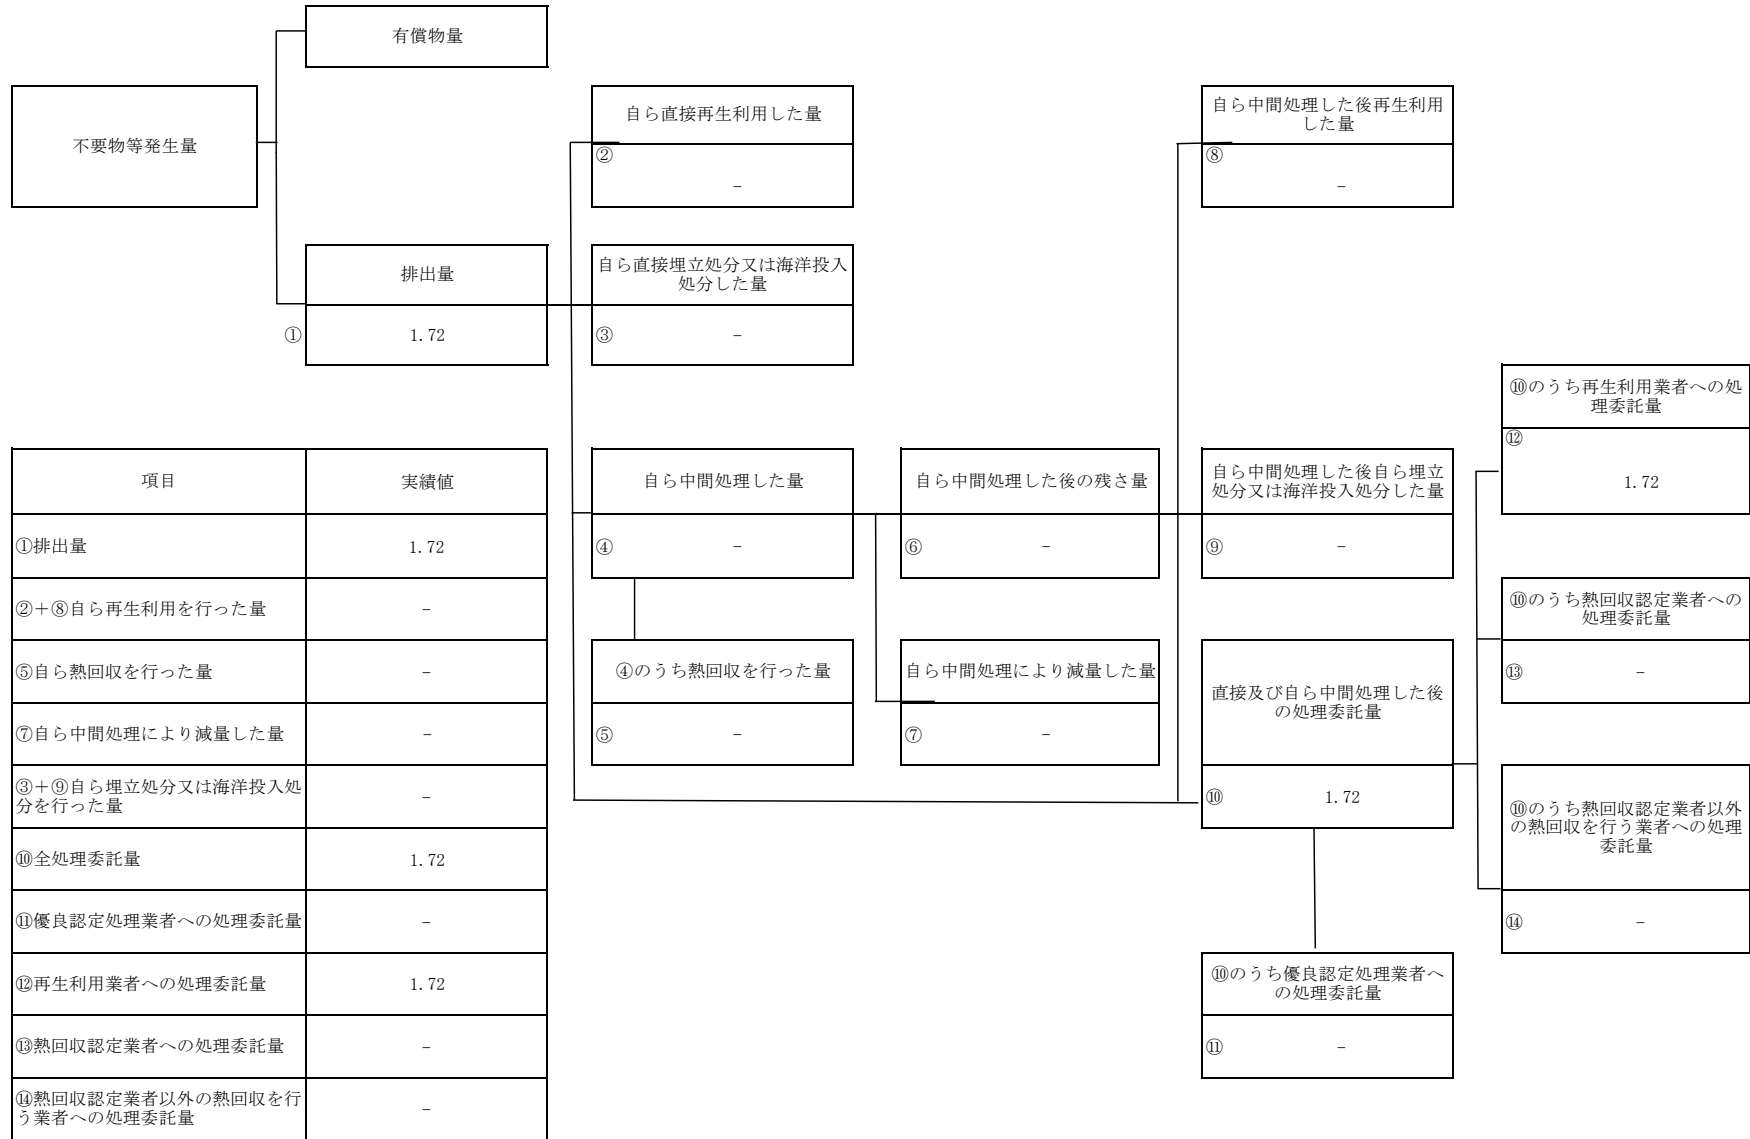 有償物量
不要物等発生量
自ら直接再生利用した量
②
－
自ら中間処理した後再生利用
した量
⑧
－
排出量
①
1.72
自ら直接埋立処分又は海洋投入
処分した量
③
－
⑩のうち再生利用業者への処
理委託量
⑫
1.72
項目
実績値
①排出量
1.72
②＋⑧自ら再生利用を行った量
－
⑤自ら熱回収を行った量
－
⑦自ら中間処理により減量した量
－
③＋⑨自ら埋立処分又は海洋投入処
分を行った量
－
⑩全処理委託量
1.72
⑪優良認定処理業者への処理委託量
－
⑫再生利用業者への処理委託量
1.72
⑬熱回収認定業者への処理委託量
－
⑭熱回収認定業者以外の熱回収を行
う業者への処理委託量
－
自ら中間処理した量
④
－
自ら中間処理した後の残さ量
⑥
－
自ら中間処理した後自ら埋立
処分又は海洋投入処分した量
⑨
－
④のうち熱回収を行った量
⑤
－
自ら中間処理により減量した量
⑦
－
直接及び自ら中間処理した後
の処理委託量
⑩
1.72
⑩のうち熱回収認定業者への
処理委託量
⑬
－
⑩のうち熱回収認定業者以外
の熱回収を行う業者への処理
委託量
⑭
－
⑩のうち優良認定処理業者へ
の処理委託量
⑪
－